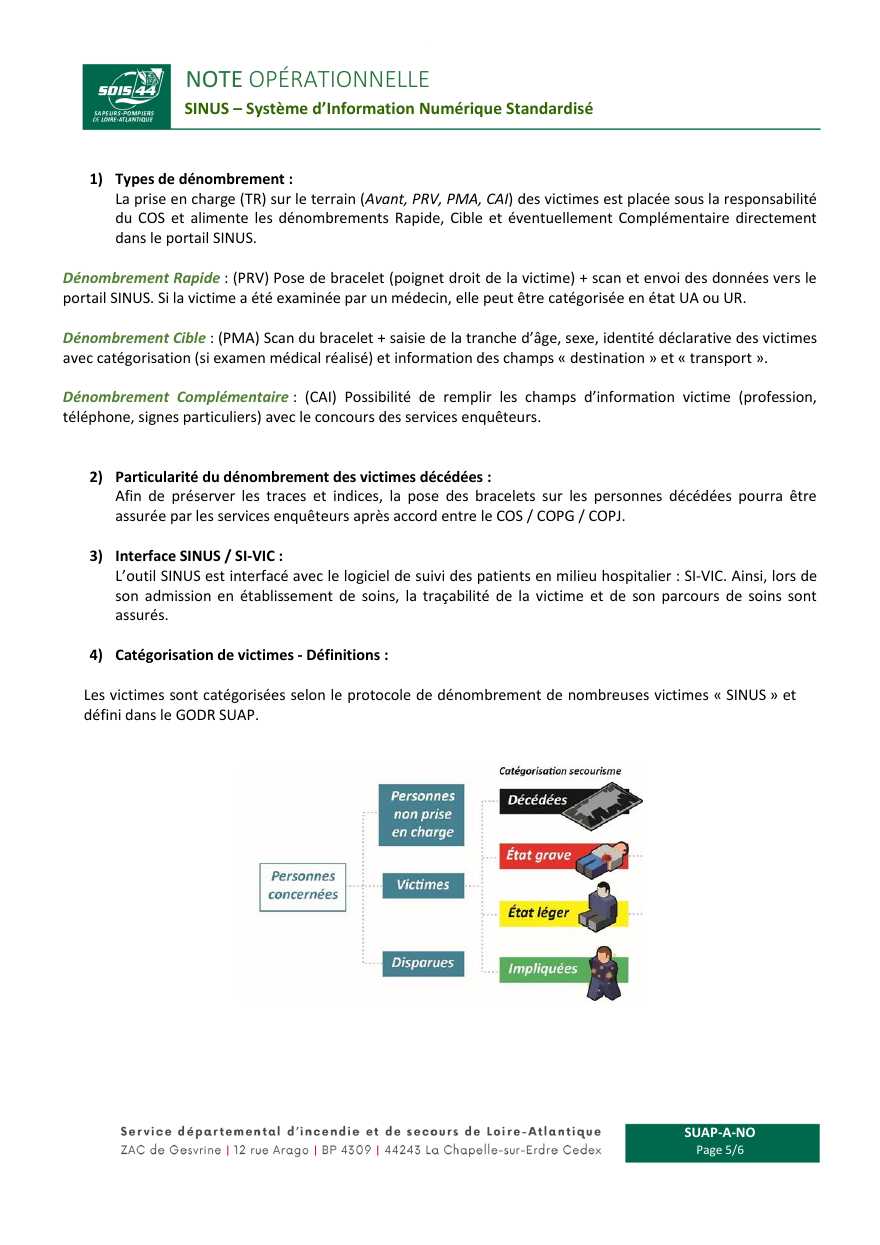 SDIS 44
SAPEURS-POMPIERS
DE LOIRE-ATLANTIQUE
NOTE OPÉRATIONNELLE
SINUS – Système d’Information Numérique Standardisé
1) Types de dénombrement :
La prise en charge (TR) sur le terrain (Avant, PRV, PMA, CAI) des victimes est placée sous la responsabilité
du COS et alimente les dénombrements Rapide, Cible et éventuellement Complémentaire directement
dans le portail SINUS.
Dénombrement Rapide : (PRV) Pose de bracelet (poignet droit de la victime) + scan et envoi des données vers le
portail SINUS. Si la victime a été examinée par un médecin, elle peut être catégorisée en état UA ou UR.
Dénombrement Cible : (PMA) Scan du bracelet + saisie de la tranche d’âge, sexe, identité déclarative des victimes
avec catégorisation (si examen médical réalisé) et information des champs « destination » et « transport ».
Dénombrement Complémentaire : (CAI) Possibilité de remplir les champs d’information victime (profession,
téléphone, signes particuliers) avec le concours des services enquêteurs.
2) Particularité du dénombrement des victimes décédées :
Afin de préserver les traces et indices, la pose des bracelets sur les personnes décédées pourra être
assurée par les services enquêteurs après accord entre le COS / COPG / COPJ.
3) Interface SINUS / SI-VIC :
L’outil SINUS est interfacé avec le logiciel de suivi des patients en milieu hospitalier : SI-VIC. Ainsi, lors de
son admission en établissement de soins, la traçabilité de la victime et de son parcours de soins sont
assurés.
4) Catégorisation de victimes - Définitions :
Les victimes sont catégorisées selon le protocole de dénombrement de nombreuses victimes « SINUS » et
défini dans le GODR SUAP.
Catégorisation secourisme
Personnes
concernées
Personnes
non prise
en charge
Victimes
Disparues
Décédées
État grave
État léger
Impliquées
Service départemental d’incendie et de secours de Loire-Atlantique
ZAC de Gesvrine | 12 rue Arago | BP 4309 | 44243 La Chapelle-sur-Erdre Cedex
SUAP-A-NO
Page 5/6